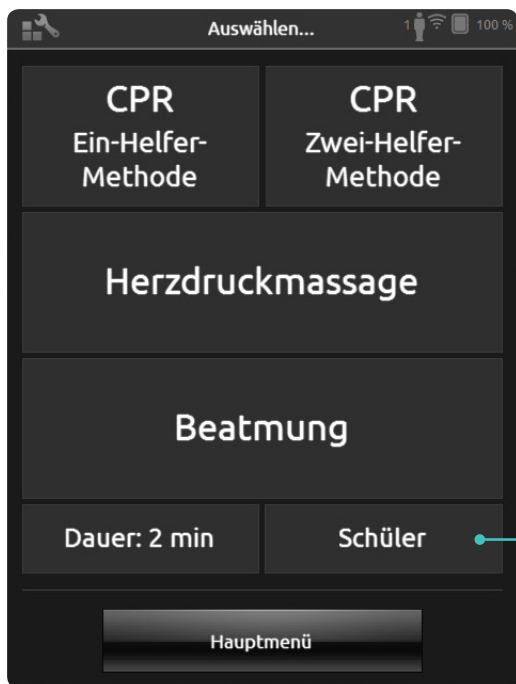 Auswählen...
1 100 %
CPR
Ein-Helfer-
Methode
CPR
Zwei-Helfer-
Methode
Herzdruckmassage
Beatmung
Dauer: 2 min
Schüler
Hauptmenü